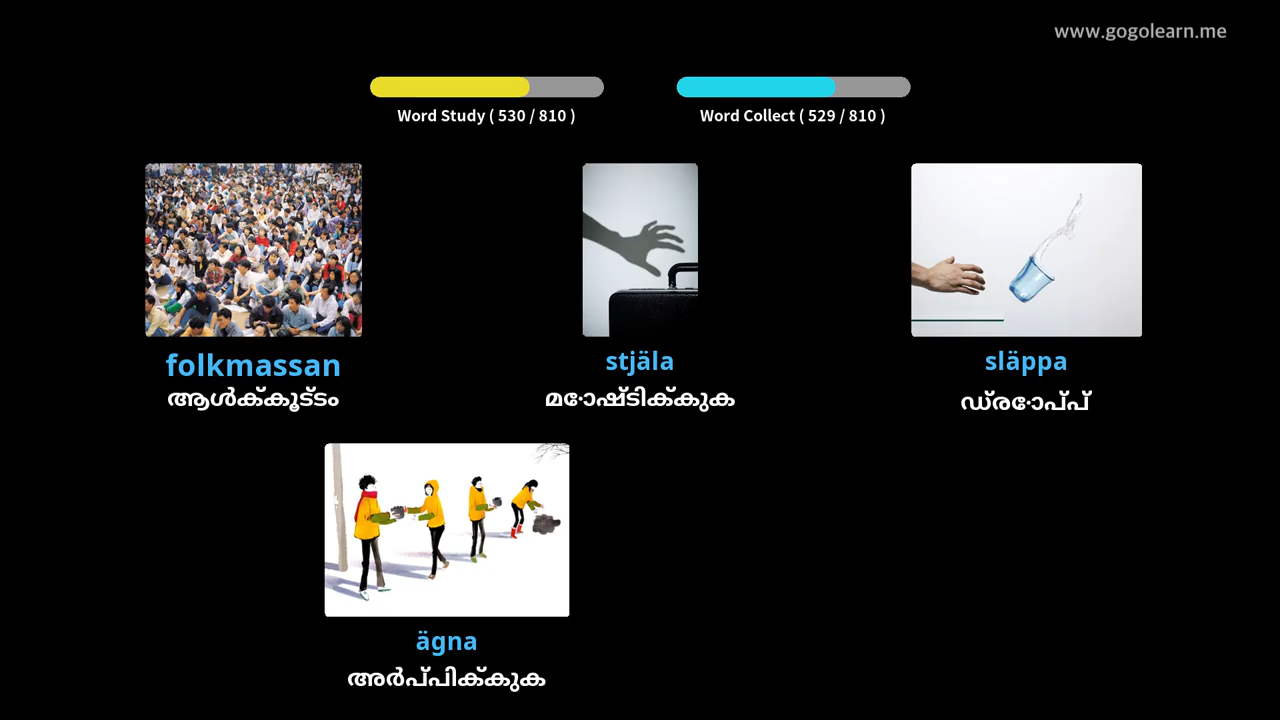 www.gogolearn.me
Word Study ( 530 / 810 )
Word Collect ( 529 / 810 )
folkmassan
ആൾക്കൂട്ടം
stjäla
മോഷ്ടിക്കുക
släppa
ഡ്രോപ്പ്
ägna
അർപ്പിക്കുക